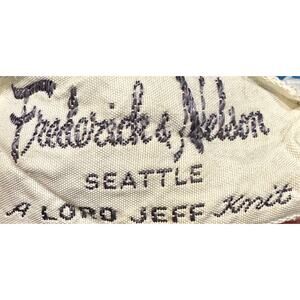 Frederick & Nelson
SEATTLE
A LORD JEFF Knit